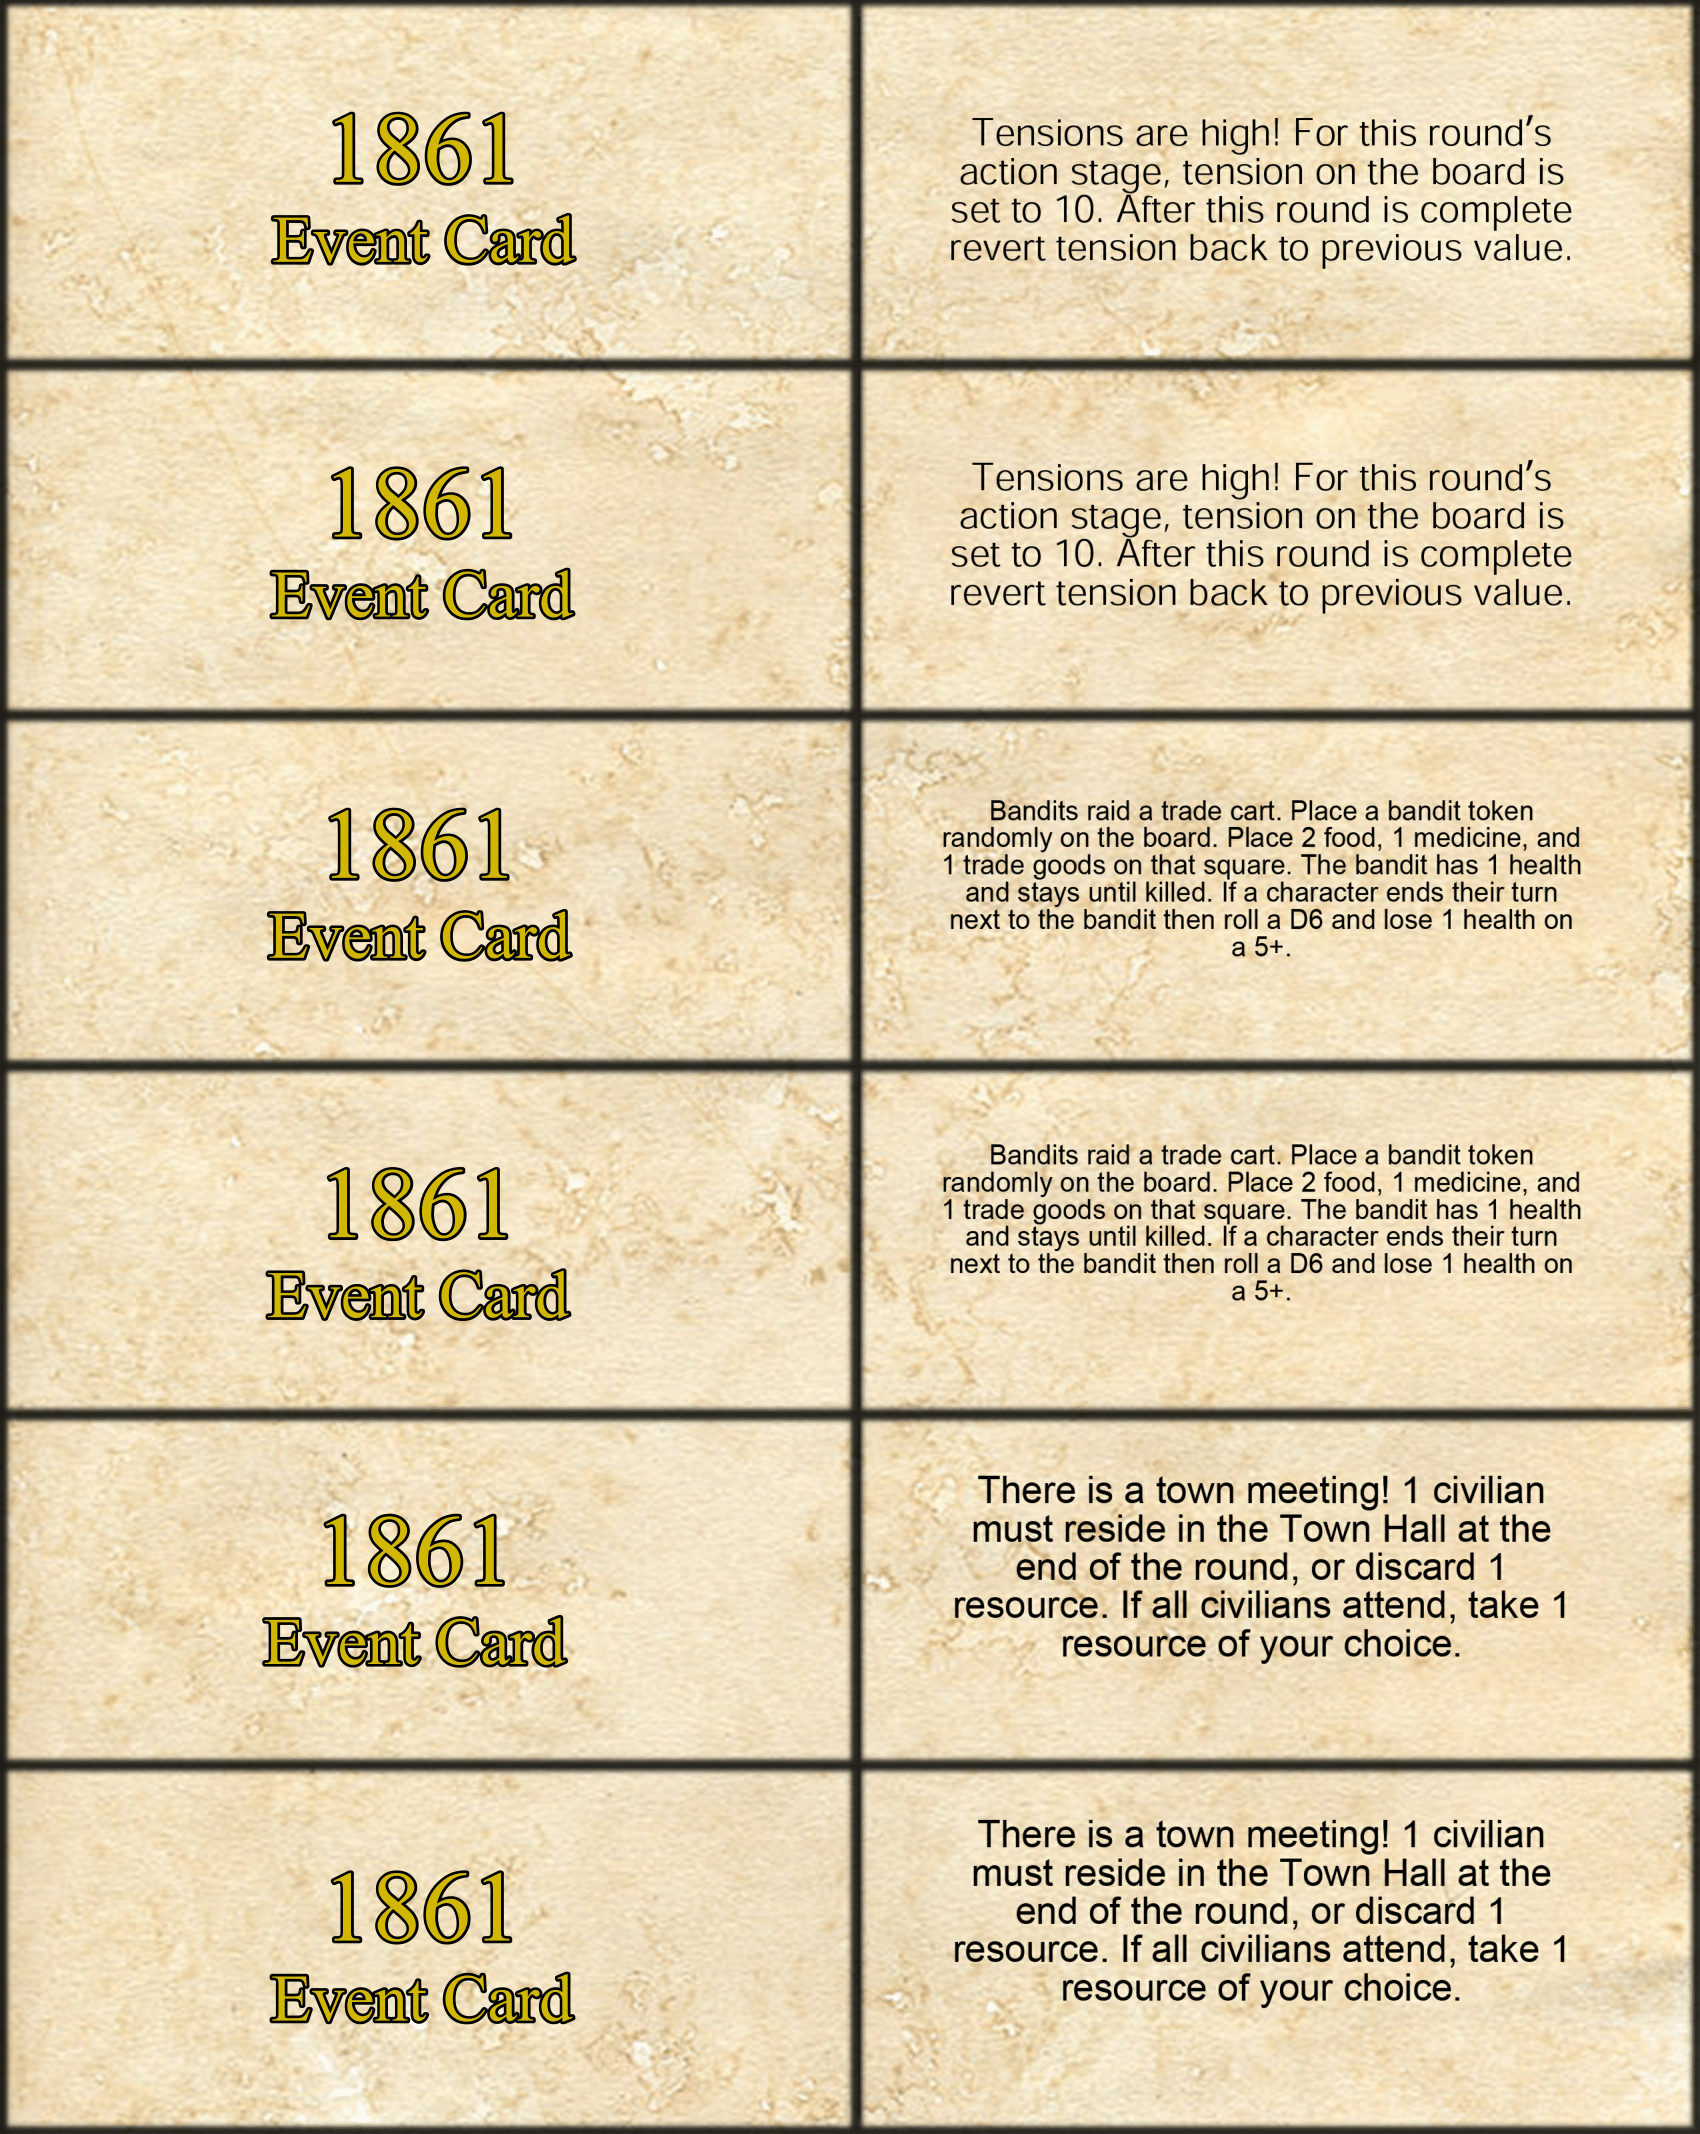 1861
Event Card
Tensions are high! For this round's
action stage, tension on the board is
set to 10. After this round is complete
revert tension back to previous value.
1861
Event Card
Tensions are high! For this round's
action stage, tension on the board is
set to 10. After this round is complete
revert tension back to previous value.
1861
Event Card
Bandits raid a trade cart. Place a bandit token
randomly on the board. Place 2 food, 1 medicine, and
1 trade goods on that square. The bandit has 1 health
and stays until killed. If a character ends their turn
next to the bandit then roll a D6 and lose 1 health on
a 5+.
1861
Event Card
Bandits raid a trade cart. Place a bandit token
randomly on the board. Place 2 food, 1 medicine, and
1 trade goods on that square. The bandit has 1 health
and stays until killed. If a character ends their turn
next to the bandit then roll a D6 and lose 1 health on
a 5+.
1861
Event Card
There is a town meeting! 1 civilian
must reside in the Town Hall at the
end of the round, or discard 1
resource. If all civilians attend, take 1
resource of your choice.
1861
Event Card
There is a town meeting! 1 civilian
must reside in the Town Hall at the
end of the round, or discard 1
resource. If all civilians attend, take 1
resource of your choice.